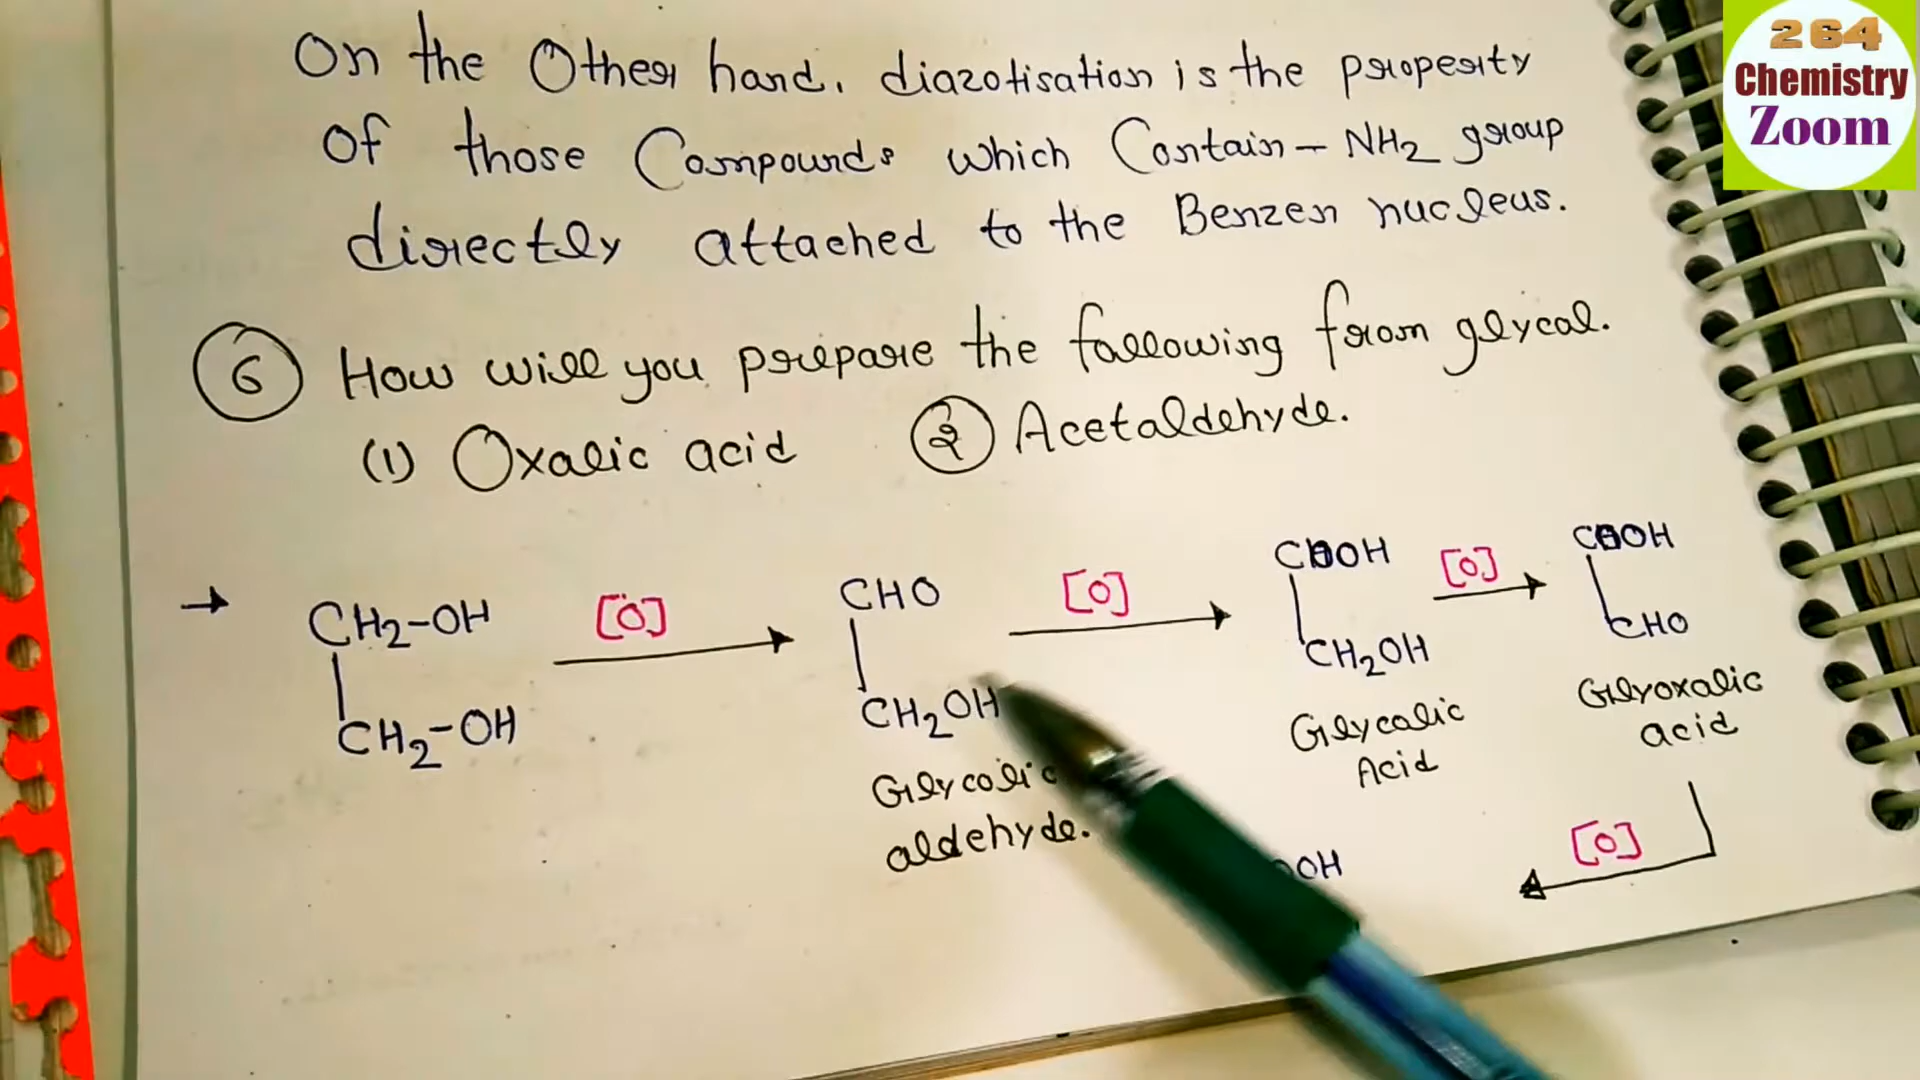 264
Chemistry
Zoom
On the Other hand, diazotisation is the property
Of those Compounds which Contain - NH2 group
directly attached to the Benzen nucleus.
6 How will you prepare the following from glycol.
(1) Oxalic acid 2 Acetaldehyde.
→ CH2-OH [O] CHO [O] COOH [O] COOH
CH2-OH CH2OH CH2OH CHO
Glycolic aldehyde.
Glycolic Acid
Glyoxalic acid
[O]
OOH